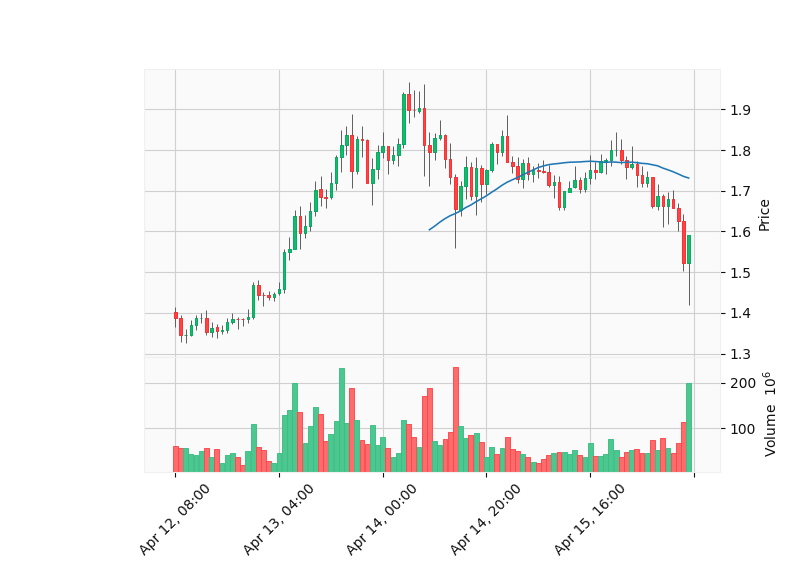 1.9
1.8
1.7
1.6
1.5
1.4
1.3
Price
200
100
Volume 10^6
Apr 12, 08:00
Apr 13, 04:00
Apr 14, 00:00
Apr 14, 20:00
Apr 15, 16:00